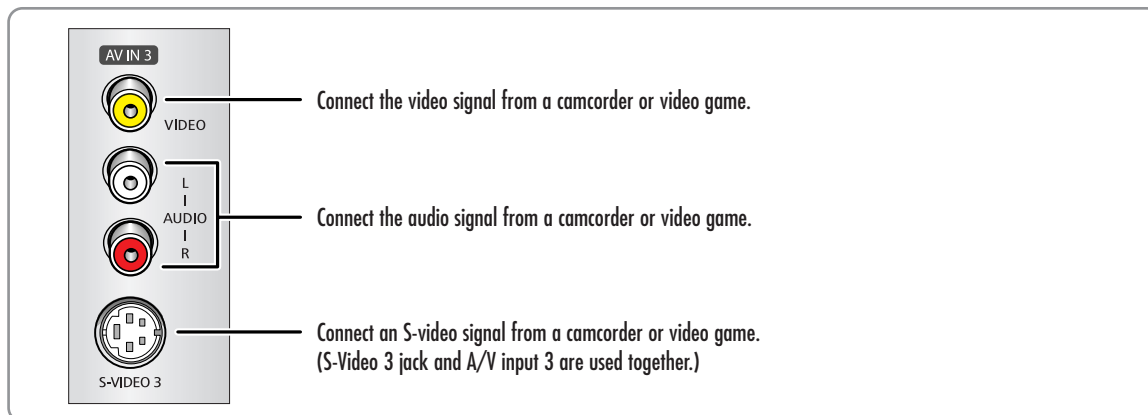 AV IN 3
Connect the video signal from a camcorder or video game.
VIDEO
L
AUDIO
R
Connect the audio signal from a camcorder or video game.
Connect an S-video signal from a camcorder or video game.
(S-Video 3 jack and A/V input 3 are used together.)
S-VIDEO 3